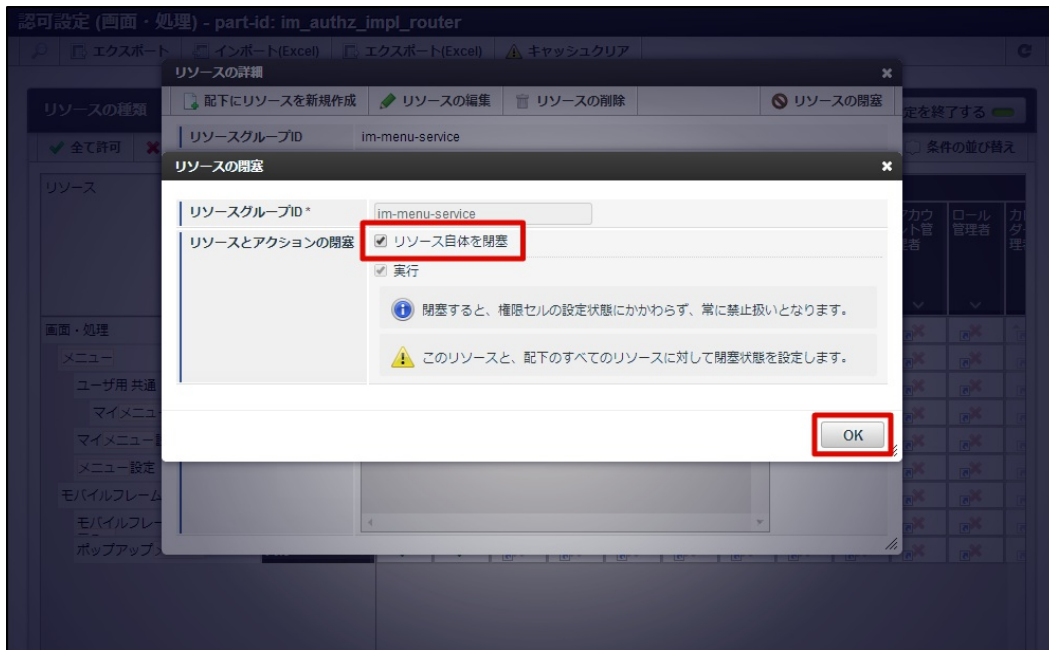 認可設定 (画面・処理) - part-id: im_authz_impl_router
エクスポート インポート(Excel) エクスポート(Excel) キャッシュクリア
リソースの詳細
配下にリソースを新規作成 リソースの編集 リソースの削除 リソースの閉塞
リソースの種類 定を終了する
リソースグループID im-menu-service
全て許可 条件の並び替え
リソースの閉塞
リソース
リソースグループID * im-menu-service
リソースとアクションの閉塞 リソース自体を閉塞
ロール管理者
実行
閉塞すると、権限セルの設定状態にかかわらず、常に禁止扱いとなります。
画面・処理
このリソースと、配下のすべてのリソースに対して閉塞状態を設定します。
メニュー
ユーザ用 共通
マイメニュー
マイメニュー
OK
メニュー設定
モバイルフレーム
モバイルフレー
ポップアップ